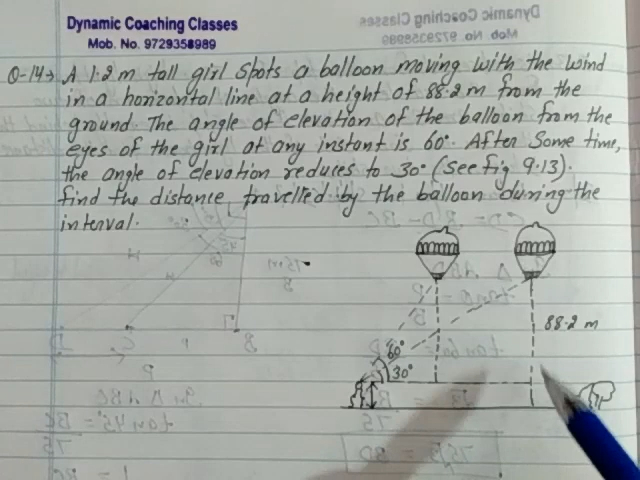 Dynamic Coaching Classes
Mob. No. 9729358989
Q-14→ A 1.2 m tall girl spots a balloon moving with the wind
in a horizontal line at a height of 88.2 m from the
ground. The angle of elevation of the balloon from the
eyes of the girl at any instant is 60°. After some time,
the angle of elevation reduces to 30° (see fig 9.13).
find the distance travelled by the balloon during the
interval.
88.2 m
60°
30°